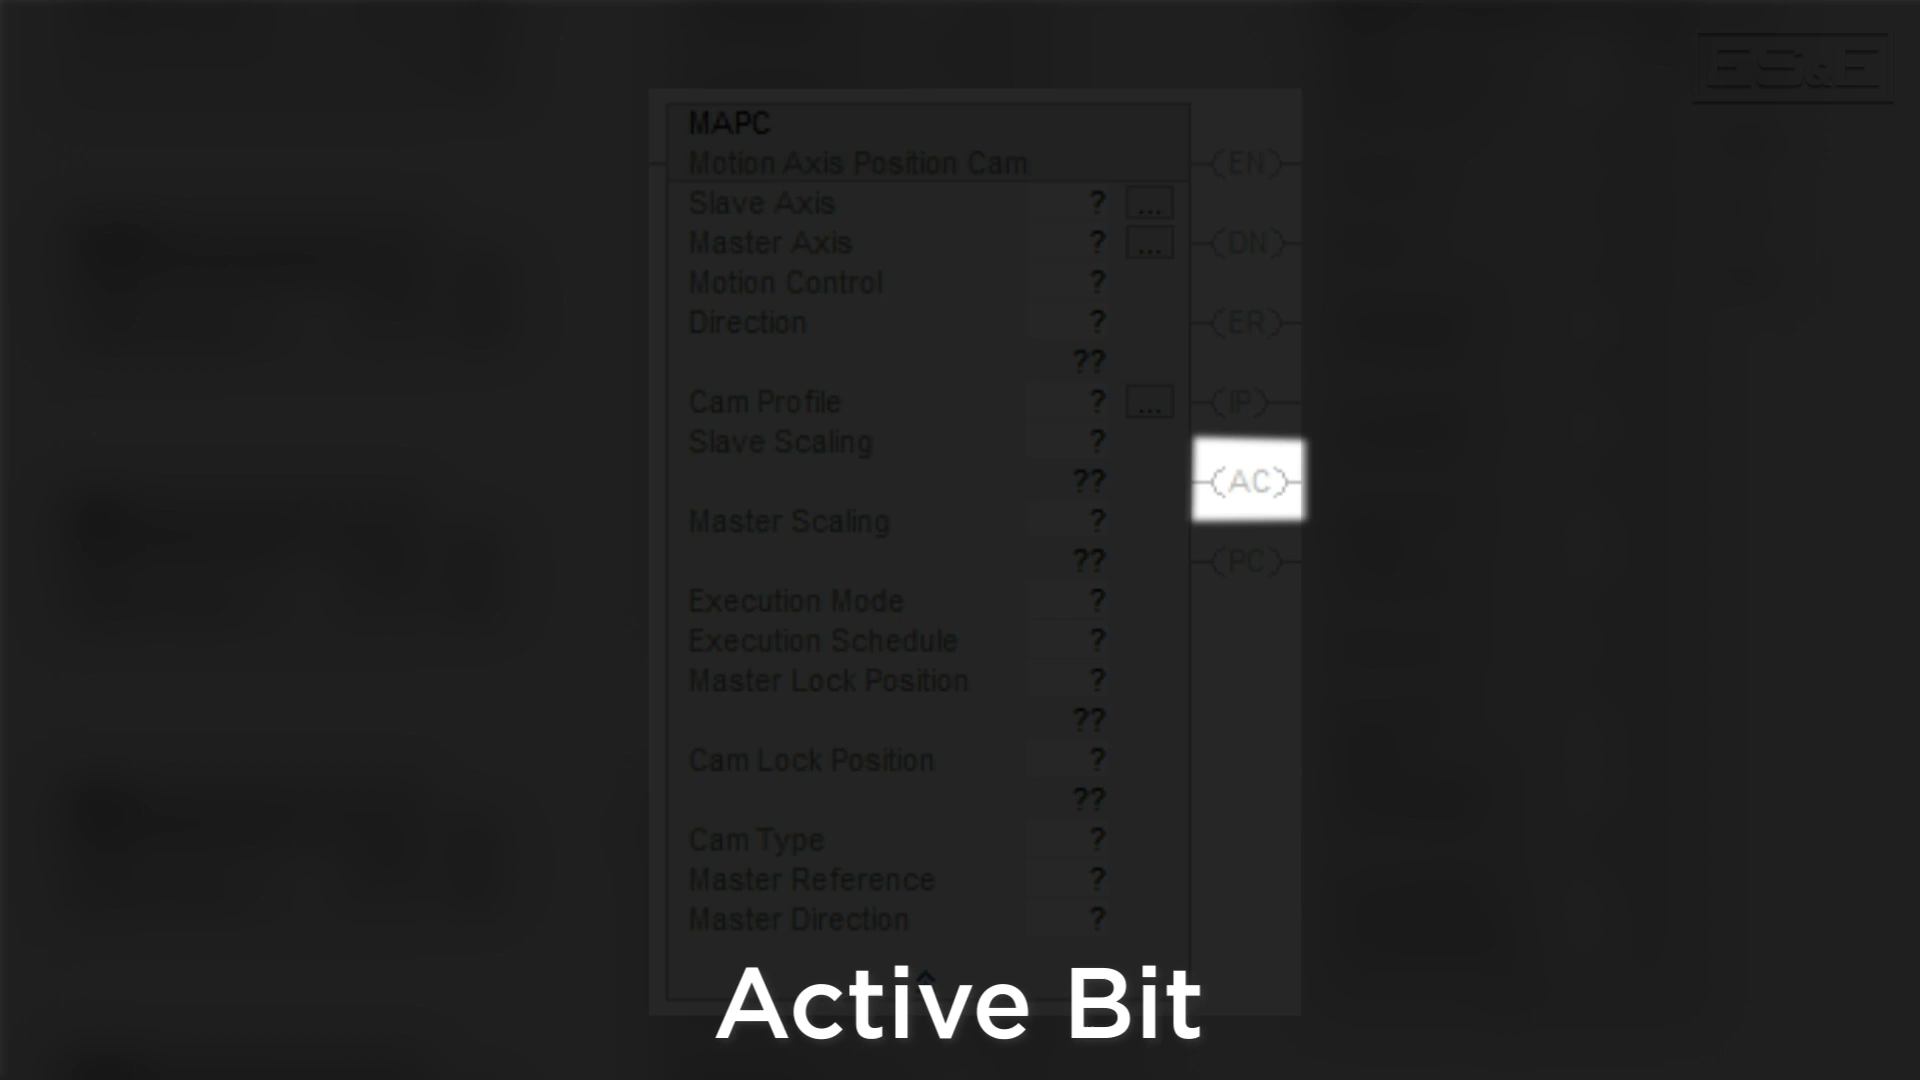 ES&E
MAPC
Motion Axis Position Cam (EN)
Slave Axis ? ...
Master Axis ? ... (DN)
Motion Control ?
Direction ? (ER)
??
Cam Profile ? ... (IP)
Slave Scaling ?
?? (AC)
Master Scaling ?
?? (PC)
Execution Mode ?
Execution Schedule ?
Master Lock Position ?
??
Cam Lock Position ?
??
Cam Type ?
Master Reference ?
Master Direction ?
Active Bit